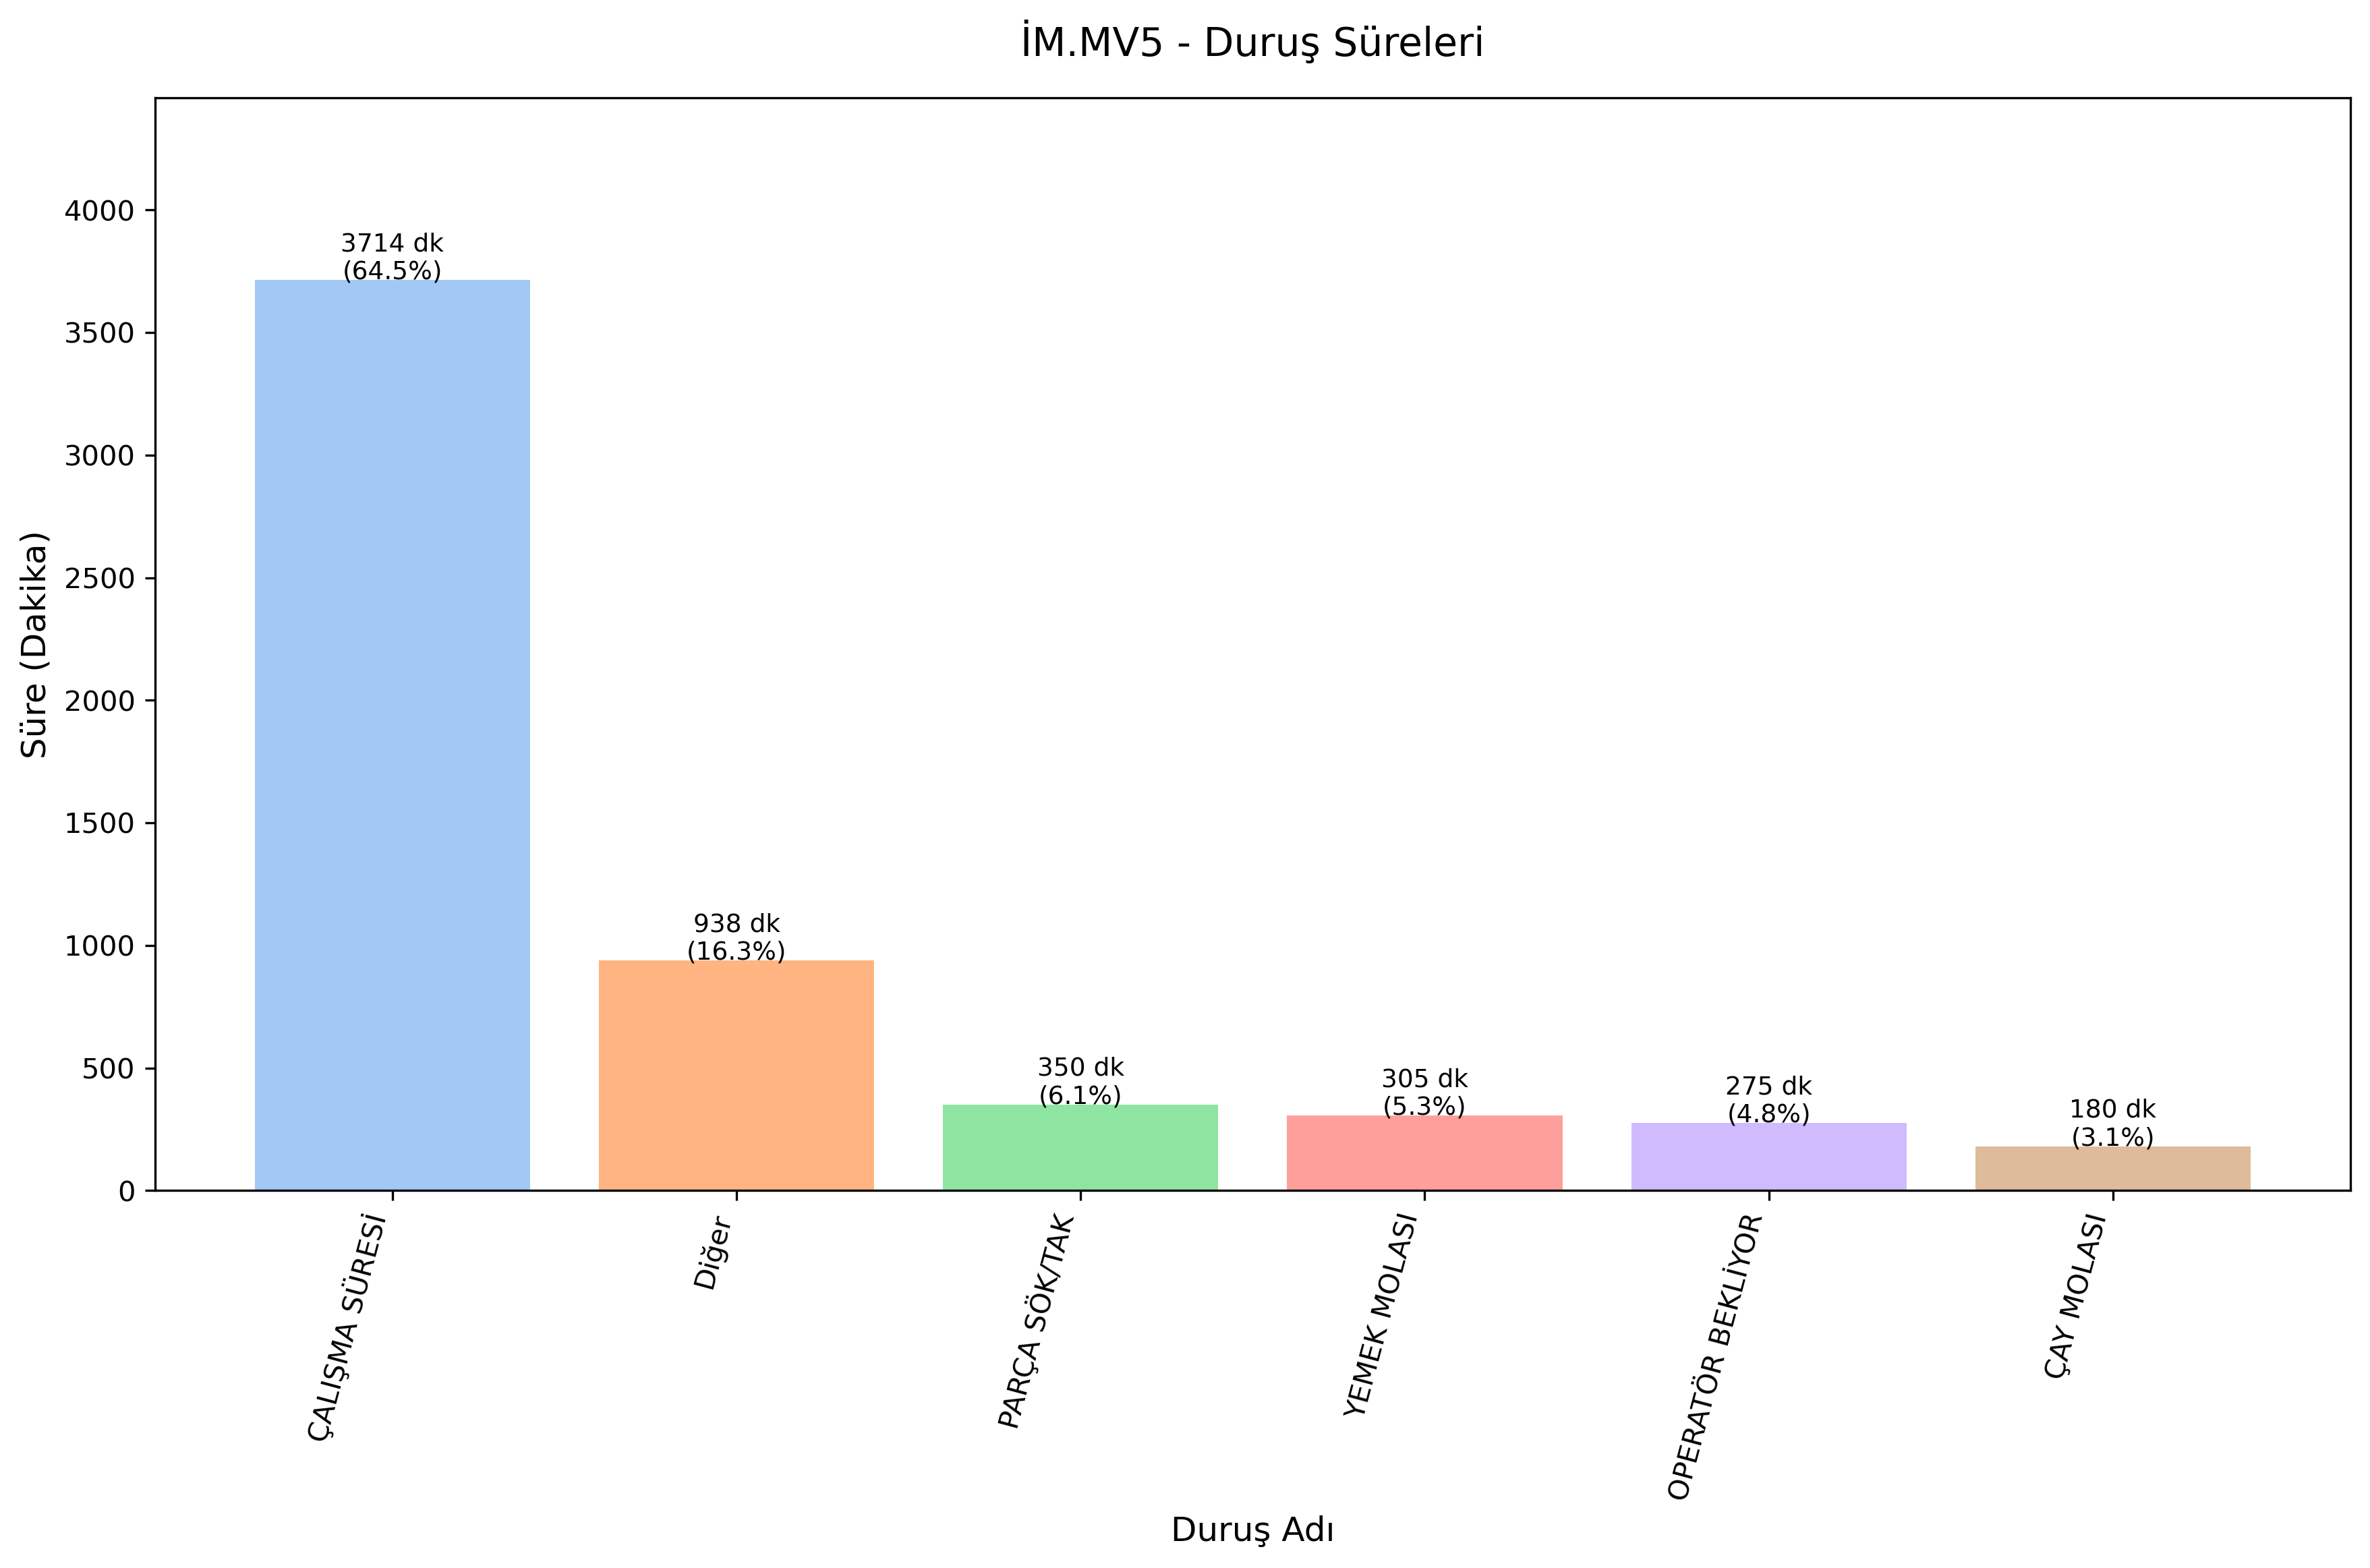 İM.MV5 - Duruş Süreleri
Süre (Dakika)
4000
3500
3000
2500
2000
1500
1000
500
0
3714 dk
(64.5%)
938 dk
(16.3%)
350 dk
(6.1%)
305 dk
(5.3%)
275 dk
(4.8%)
180 dk
(3.1%)
ÇALIŞMA SÜRESİ
Diğer
PARÇA SÖK/TAK
YEMEK MOLASI
OPERATÖR BEKLİYOR
ÇAY MOLASI
Duruş Adı